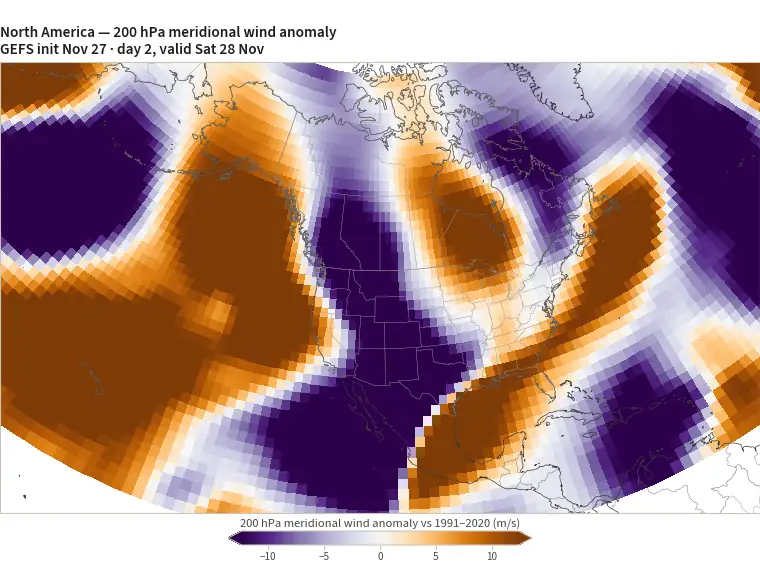 North America — 200 hPa meridional wind anomaly
GEFS init Nov 27 · day 2, valid Sat 28 Nov
200 hPa meridional wind anomaly vs 1991–2020 (m/s)
−10 −5 0 5 10